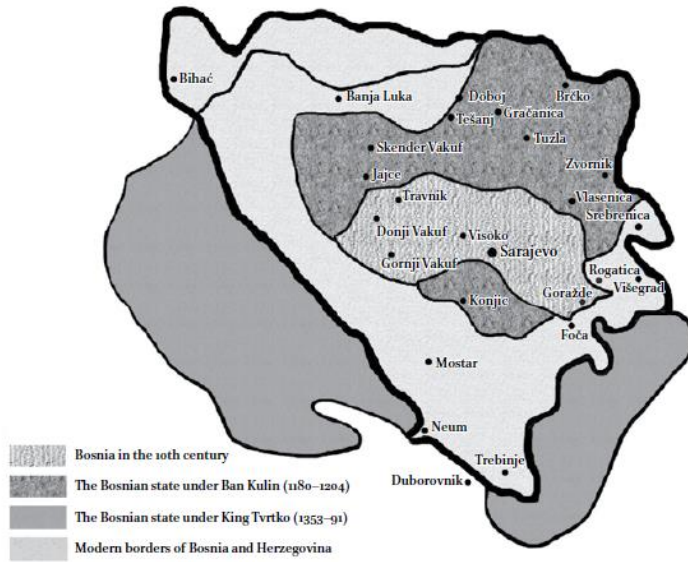 Bihać
Banja Luka
Doboj
Brčko
Gračanica
Tešanj
Tuzla
Skender Vakuf
Zvornik
Jajce
Travnik
Vlasenica
Srebrenica
Donji Vakuf
Visoko
Sarajevo
Gornji Vakuf
Rogatica
Višegrad
Goražde
Konjic
Foča
Mostar
Neum
Trebinje
Duborovnik
Bosnia in the 10th century
The Bosnian state under Ban Kulin (1180–1204)
The Bosnian state under King Tvrtko (1353–91)
Modern borders of Bosnia and Herzegovina